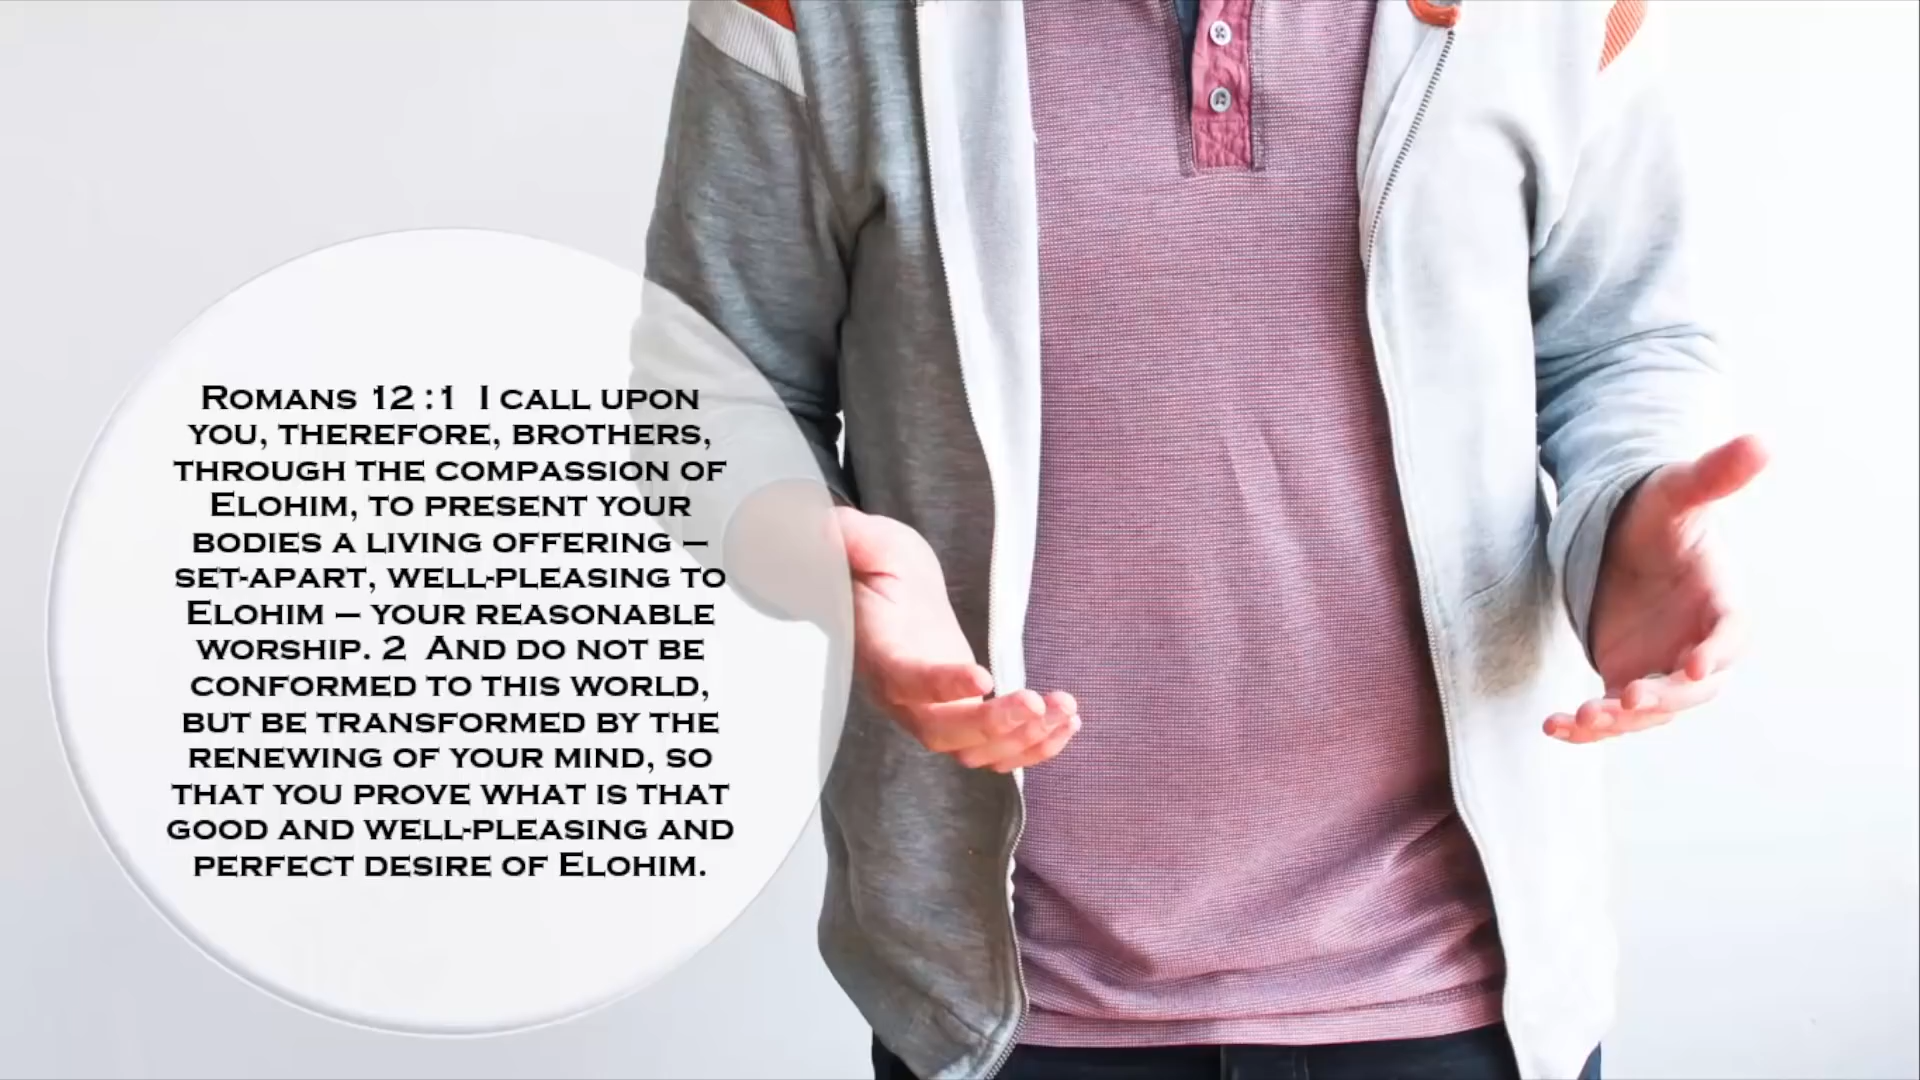 Romans 12 :1  I call upon
you, therefore, brothers,
through the compassion of
Elohim, to present your
bodies a living offering –
set-apart, well-pleasing to
Elohim – your reasonable
worship. 2  And do not be
conformed to this world,
but be transformed by the
renewing of your mind, so
that you prove what is that
good and well-pleasing and
perfect desire of Elohim.